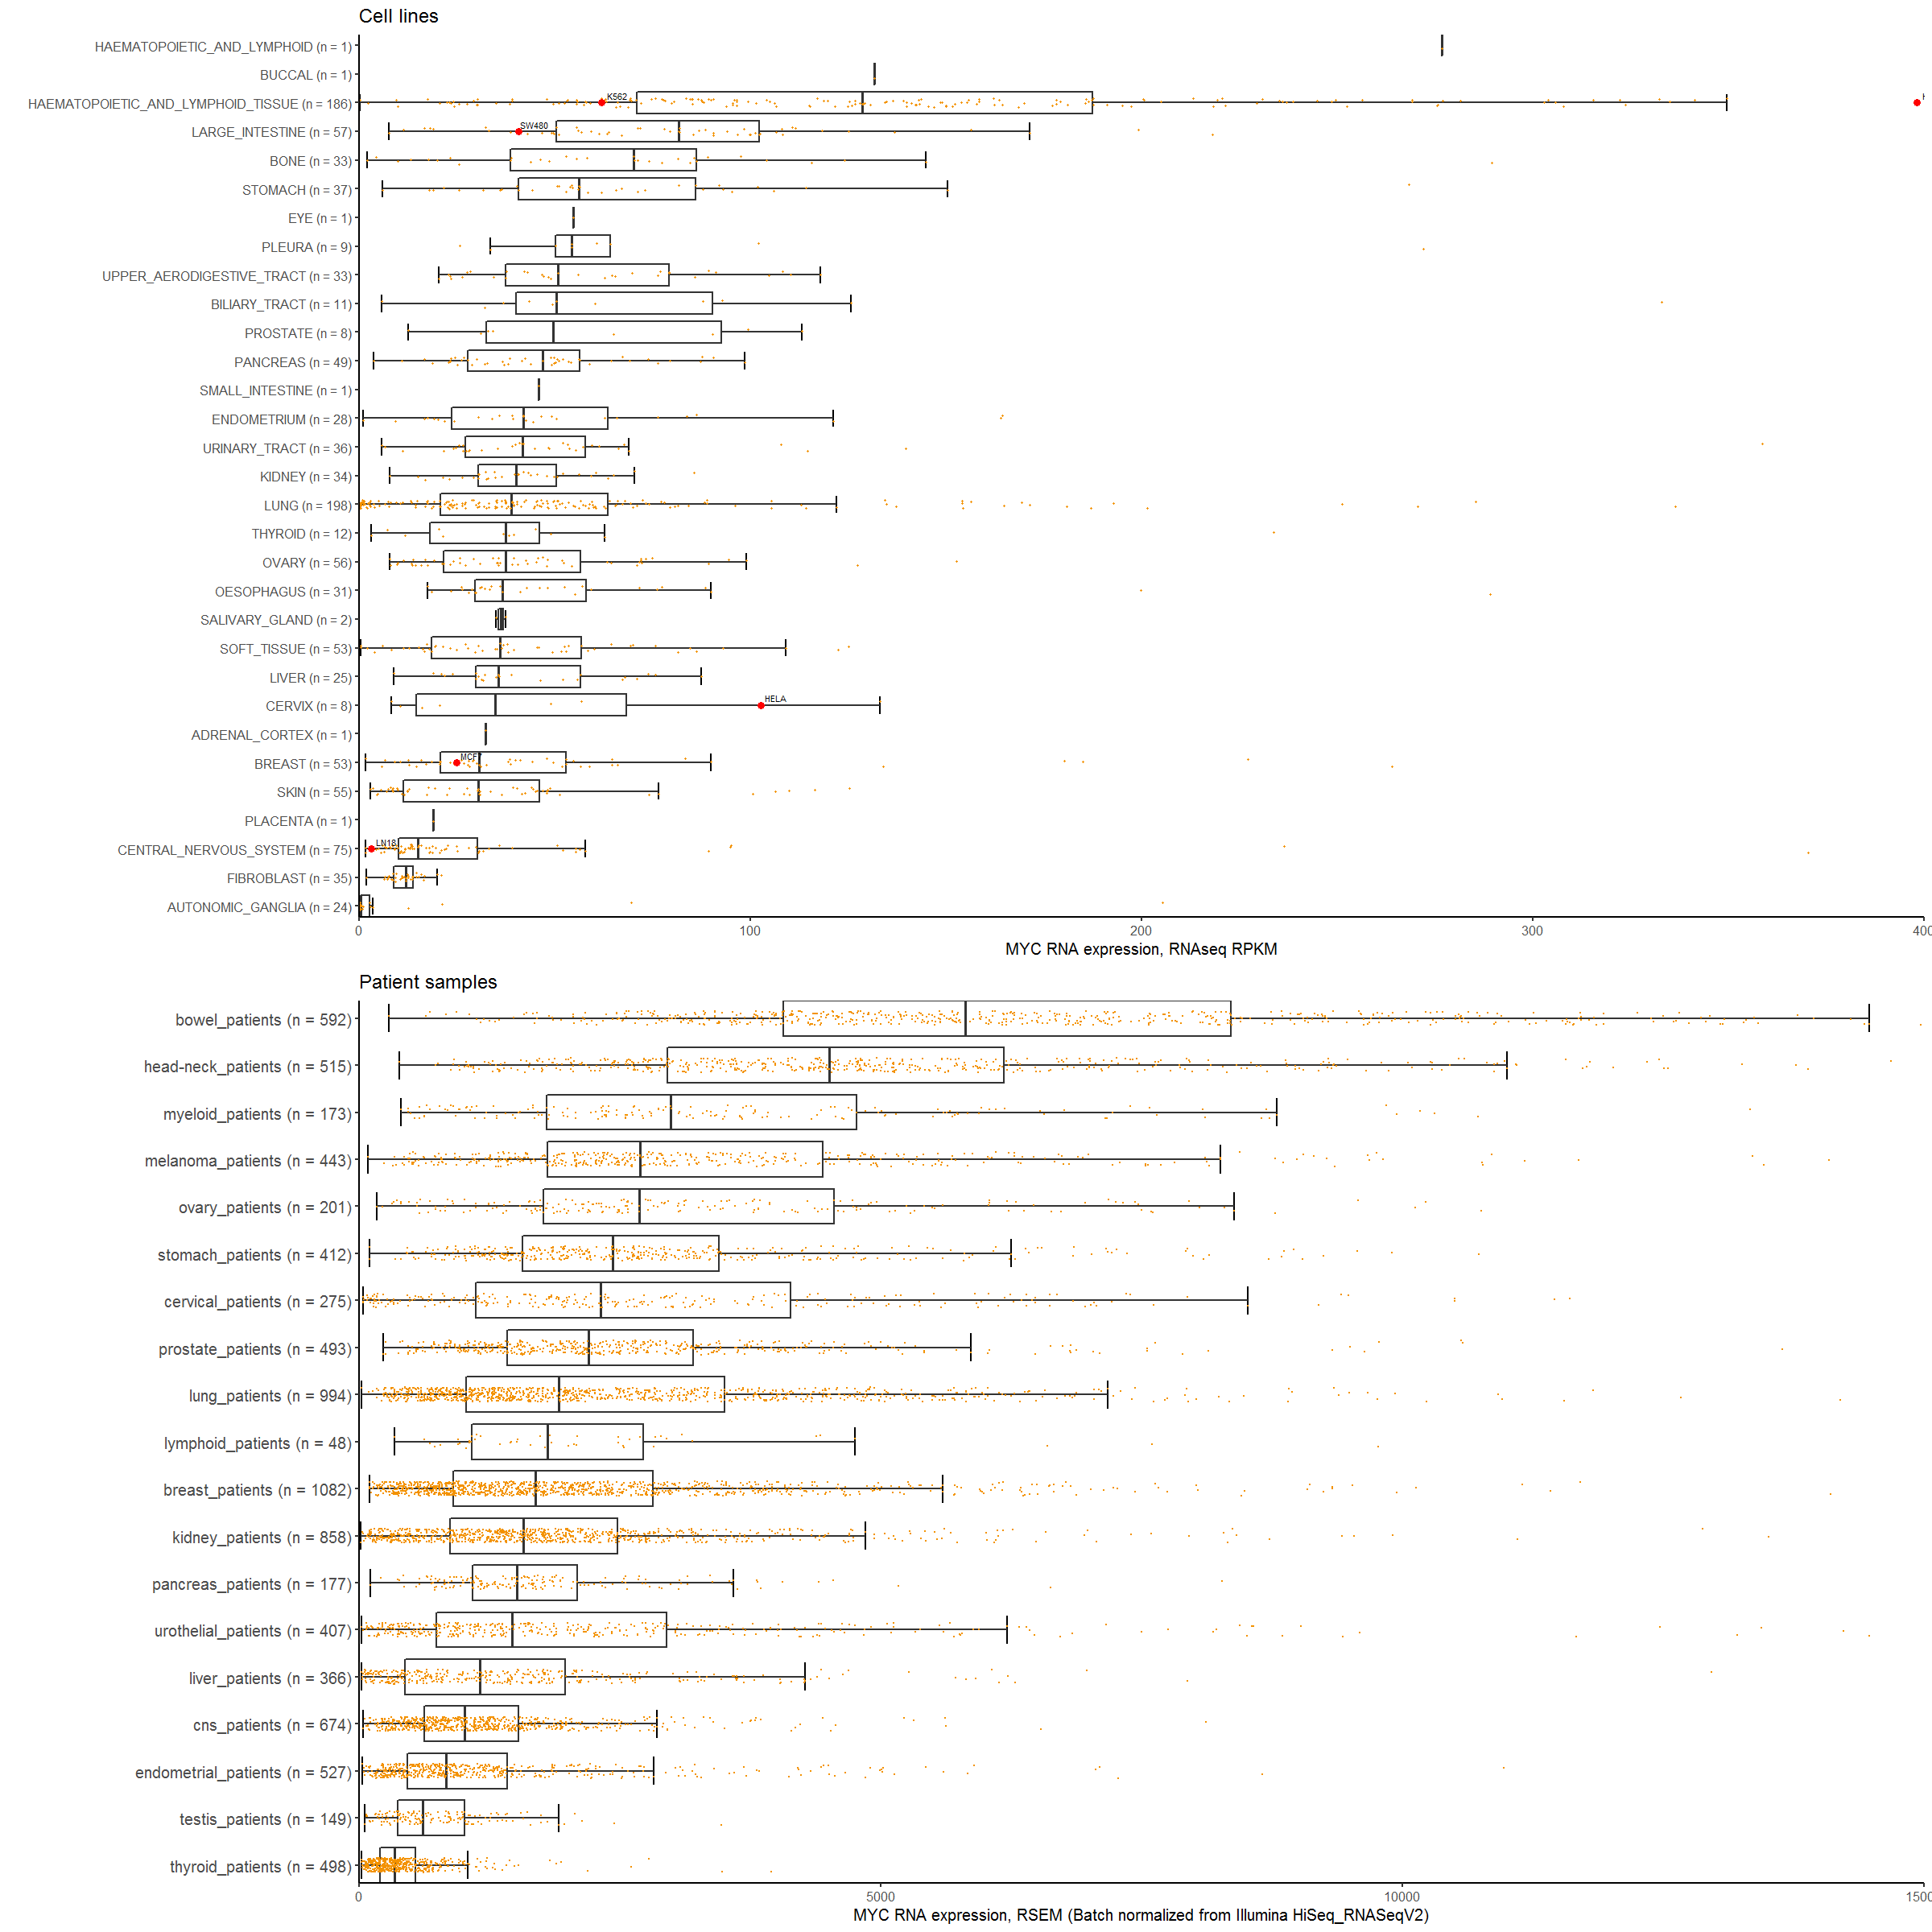 Cell lines
HAEMATOPOIETIC_AND_LYMPHOID (n = 1)
BUCCAL (n = 1)
HAEMATOPOIETIC_AND_LYMPHOID_TISSUE (n = 186)
K562
LARGE_INTESTINE (n = 57)
SW480
BONE (n = 33)
STOMACH (n = 37)
EYE (n = 1)
PLEURA (n = 9)
UPPER_AERODIGESTIVE_TRACT (n = 33)
BILIARY_TRACT (n = 11)
PROSTATE (n = 8)
PANCREAS (n = 49)
SMALL_INTESTINE (n = 1)
ENDOMETRIUM (n = 28)
URINARY_TRACT (n = 36)
KIDNEY (n = 34)
LUNG (n = 198)
THYROID (n = 12)
OVARY (n = 56)
OESOPHAGUS (n = 31)
SALIVARY_GLAND (n = 2)
SOFT_TISSUE (n = 53)
LIVER (n = 25)
CERVIX (n = 8)
HELA
ADRENAL_CORTEX (n = 1)
BREAST (n = 53)
MCF7
SKIN (n = 55)
PLACENTA (n = 1)
CENTRAL_NERVOUS_SYSTEM (n = 75)
FIBROBLAST (n = 35)
AUTONOMIC_GANGLIA (n = 24)
0 100 200 300
MYC RNA expression, RNAseq RPKM
Patient samples
bowel_patients (n = 592)
head-neck_patients (n = 515)
myeloid_patients (n = 173)
melanoma_patients (n = 443)
ovary_patients (n = 201)
stomach_patients (n = 412)
cervical_patients (n = 275)
prostate_patients (n = 493)
lung_patients (n = 994)
lymphoid_patients (n = 48)
breast_patients (n = 1082)
kidney_patients (n = 858)
pancreas_patients (n = 177)
urothelial_patients (n = 407)
liver_patients (n = 366)
cns_patients (n = 674)
endometrial_patients (n = 527)
testis_patients (n = 149)
thyroid_patients (n = 498)
0 5000 10000
MYC RNA expression, RSEM (Batch normalized from Illumina HiSeq_RNASeqV2)